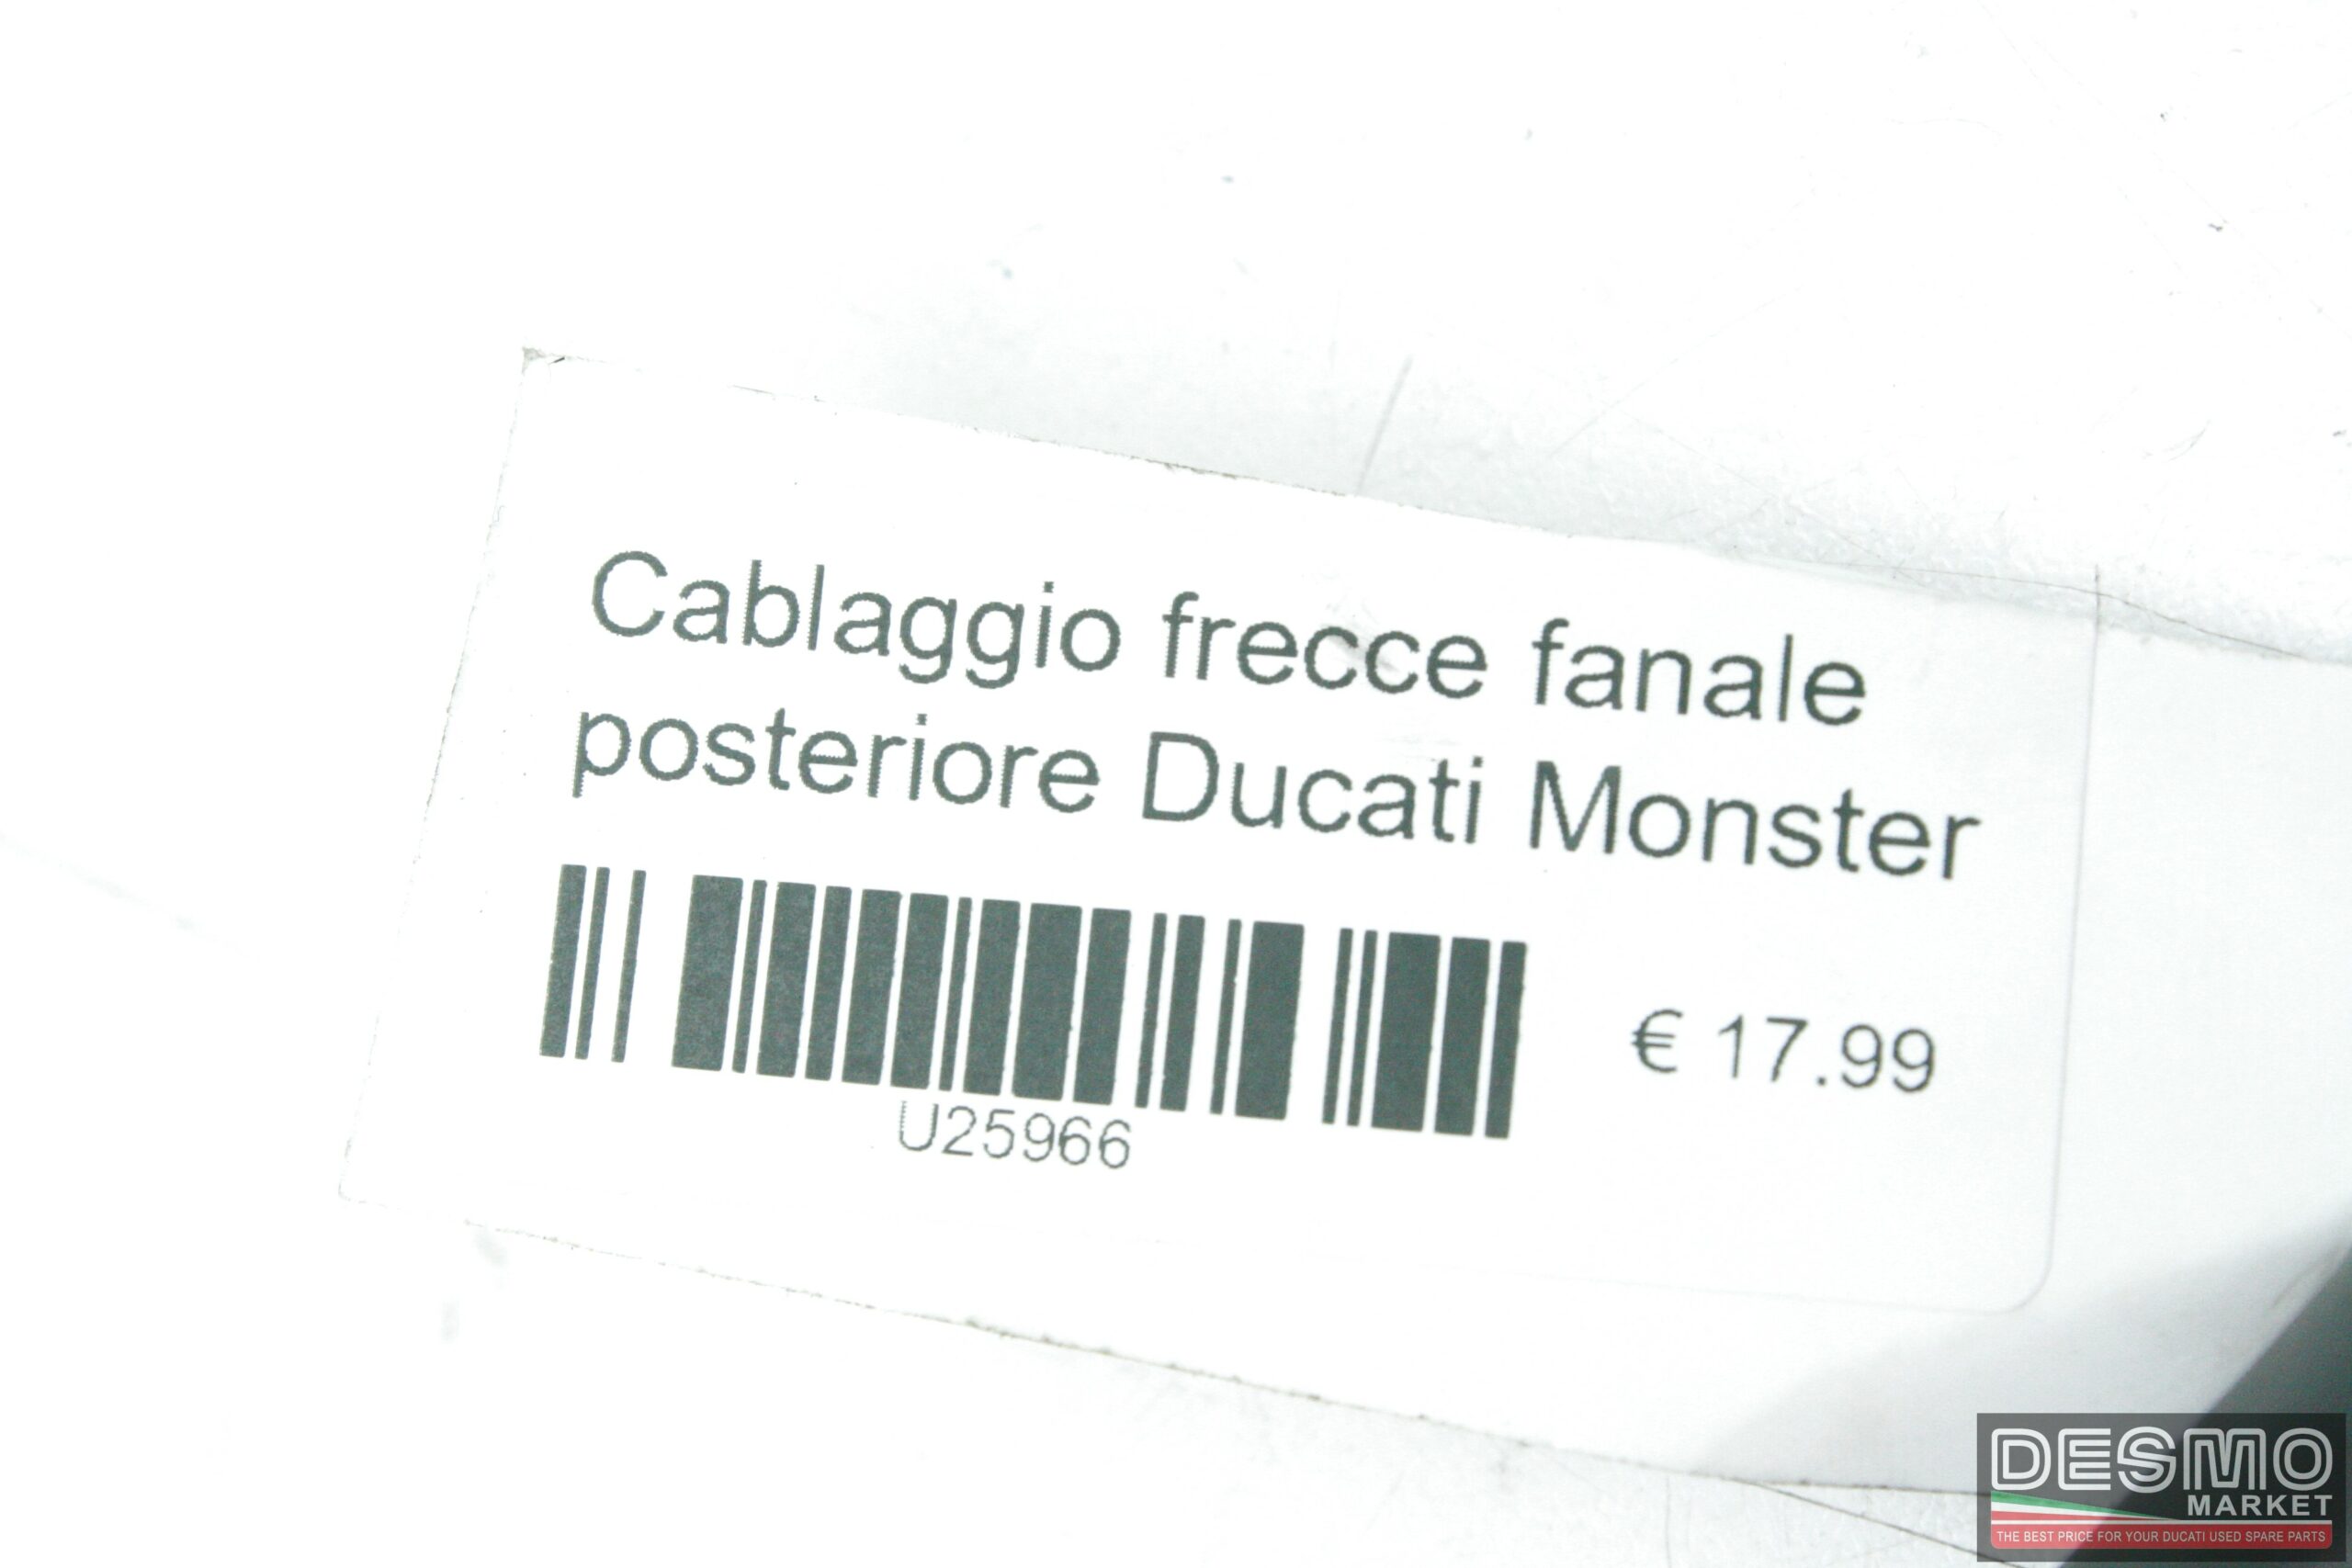 Cablaggio frecce fanale
posteriore Ducati Monster
€ 17.99
U25966
DESMO
MARKET
THE BEST PRICE FOR YOUR DUCATI USED SPARE PARTS